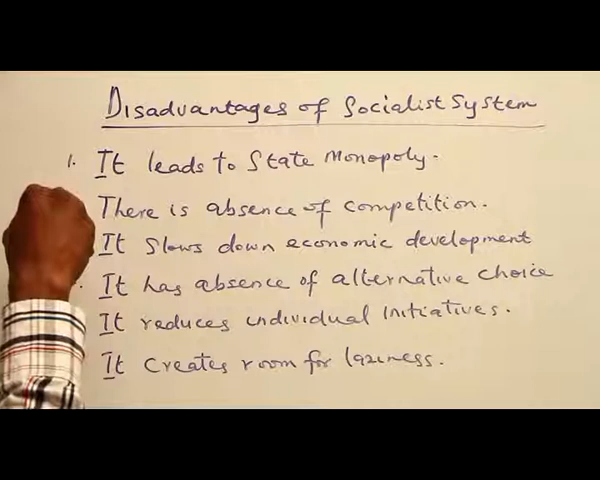 Disadvantages of Socialist System
1. It leads to State Monopoly.
There is absence of competition.
It slows down economic development
It has absence of alternative choice
It reduces individual initiatives.
It creates room for laziness.